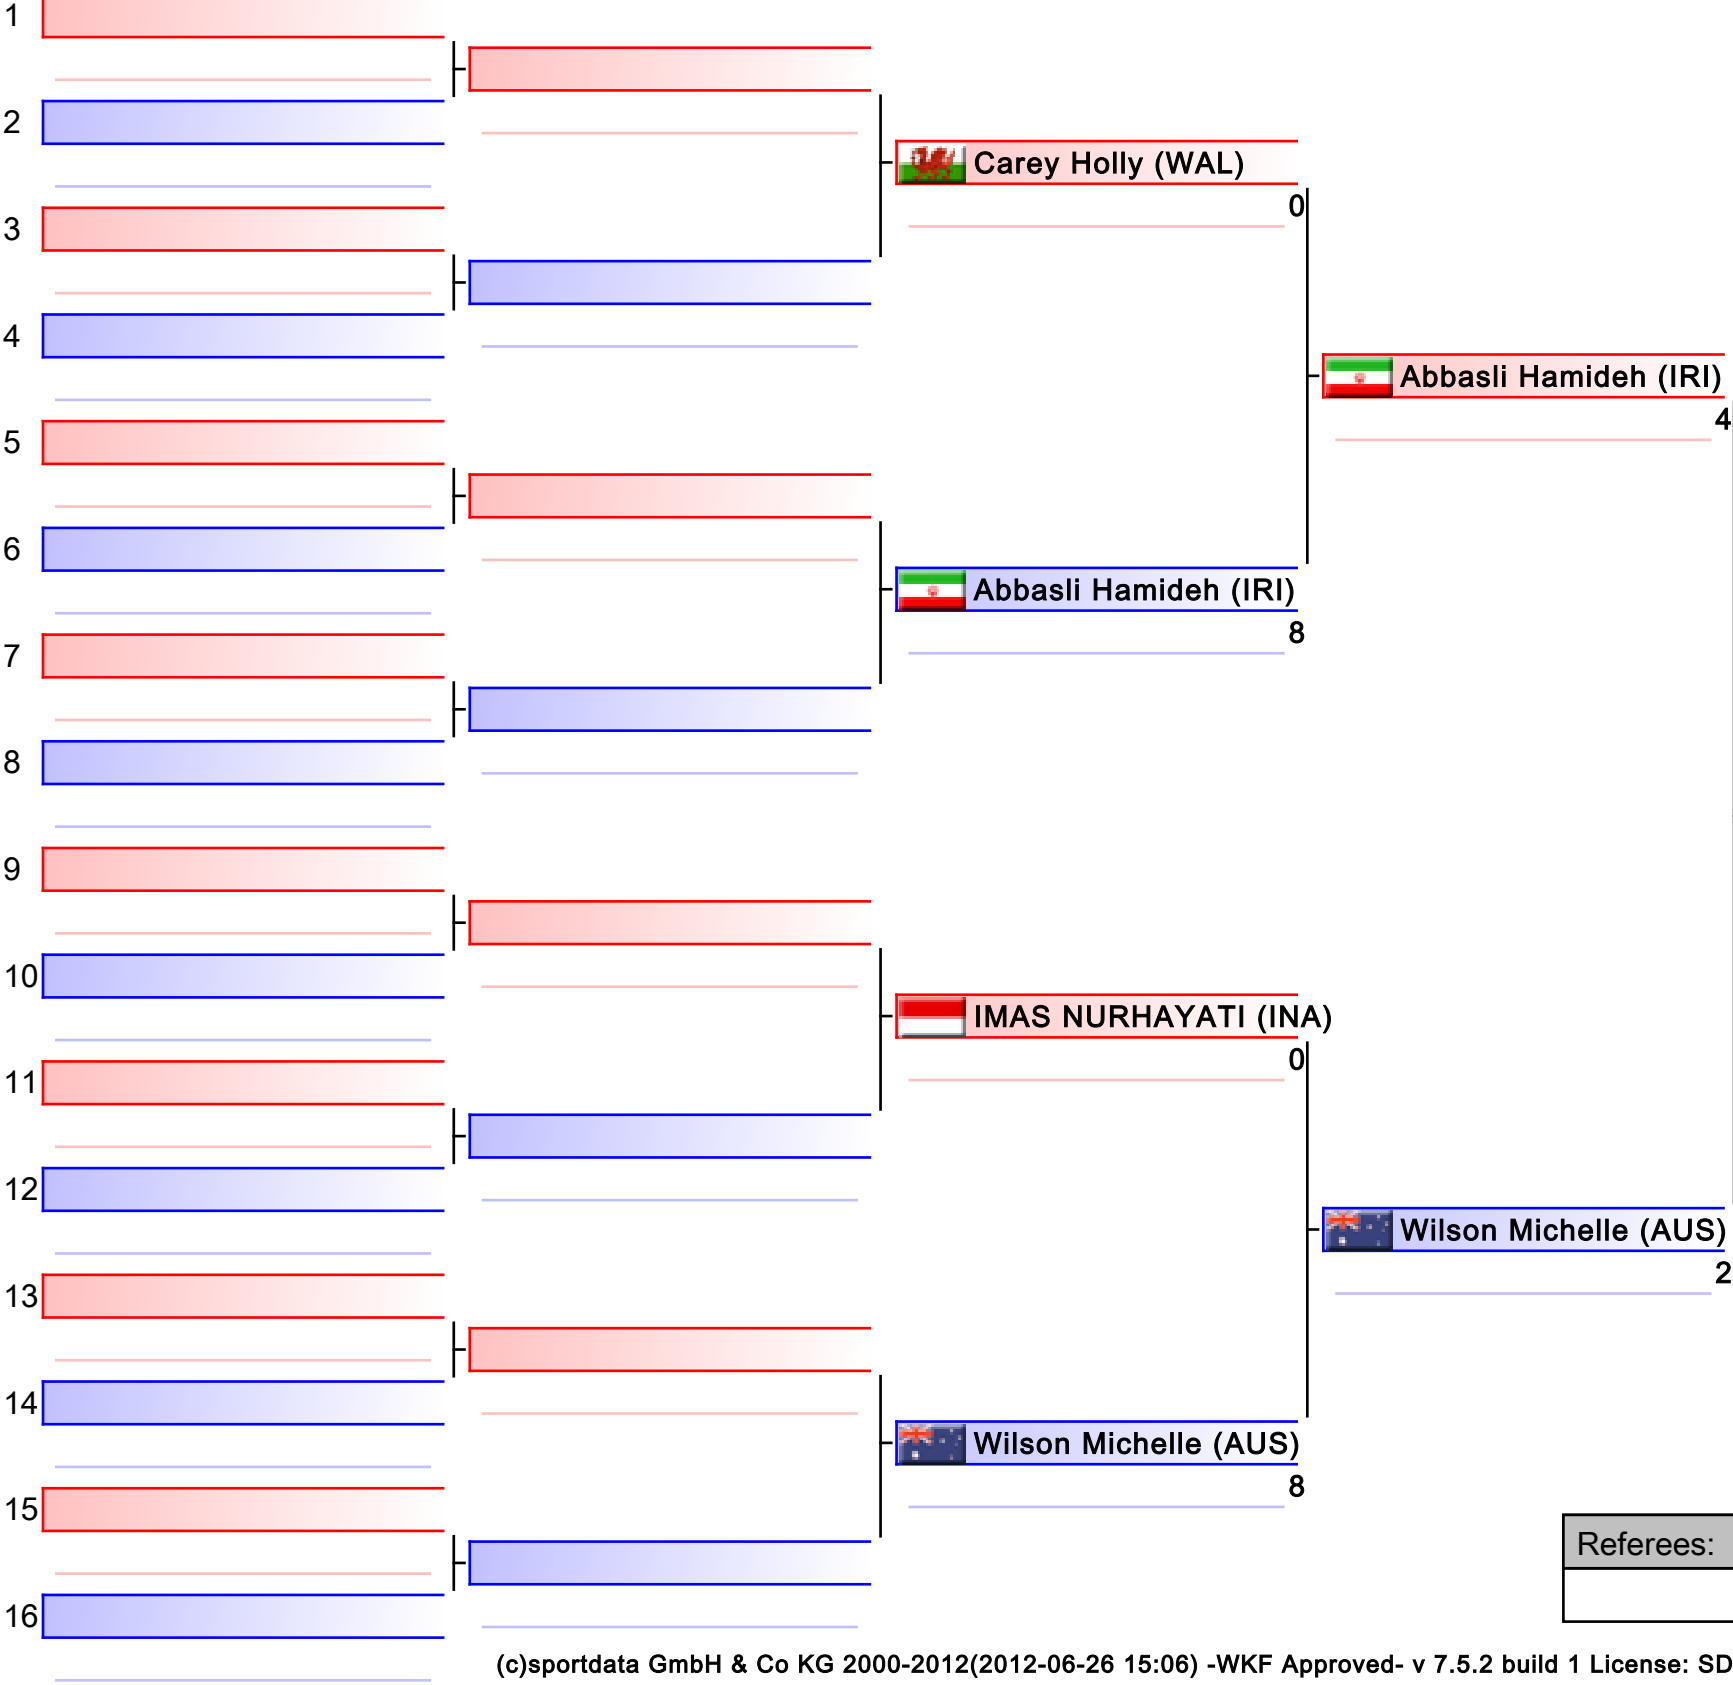 1
2
Carey Holly (WAL)
0
3
4
Abbasli Hamideh (IRI)
4
5
6
Abbasli Hamideh (IRI)
8
7
8
9
10
IMAS NURHAYATI (INA)
0
11
12
Wilson Michelle (AUS)
2
13
14
Wilson Michelle (AUS)
8
15
Referees:
16
(c)sportdata GmbH & Co KG 2000-2012(2012-06-26 15:06) -WKF Approved- v 7.5.2 build 1 License: SD